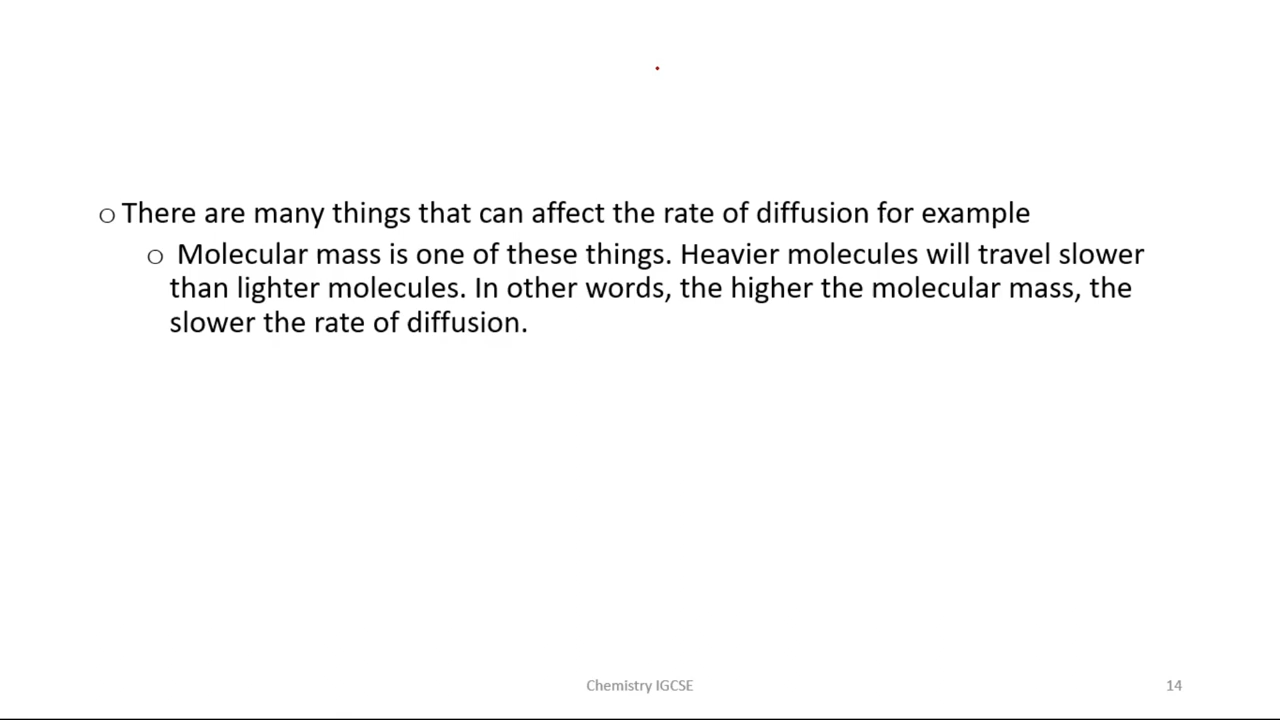 ○ There are many things that can affect the rate of diffusion for example
○ Molecular mass is one of these things. Heavier molecules will travel slower
than lighter molecules. In other words, the higher the molecular mass, the
slower the rate of diffusion.
Chemistry IGCSE
14